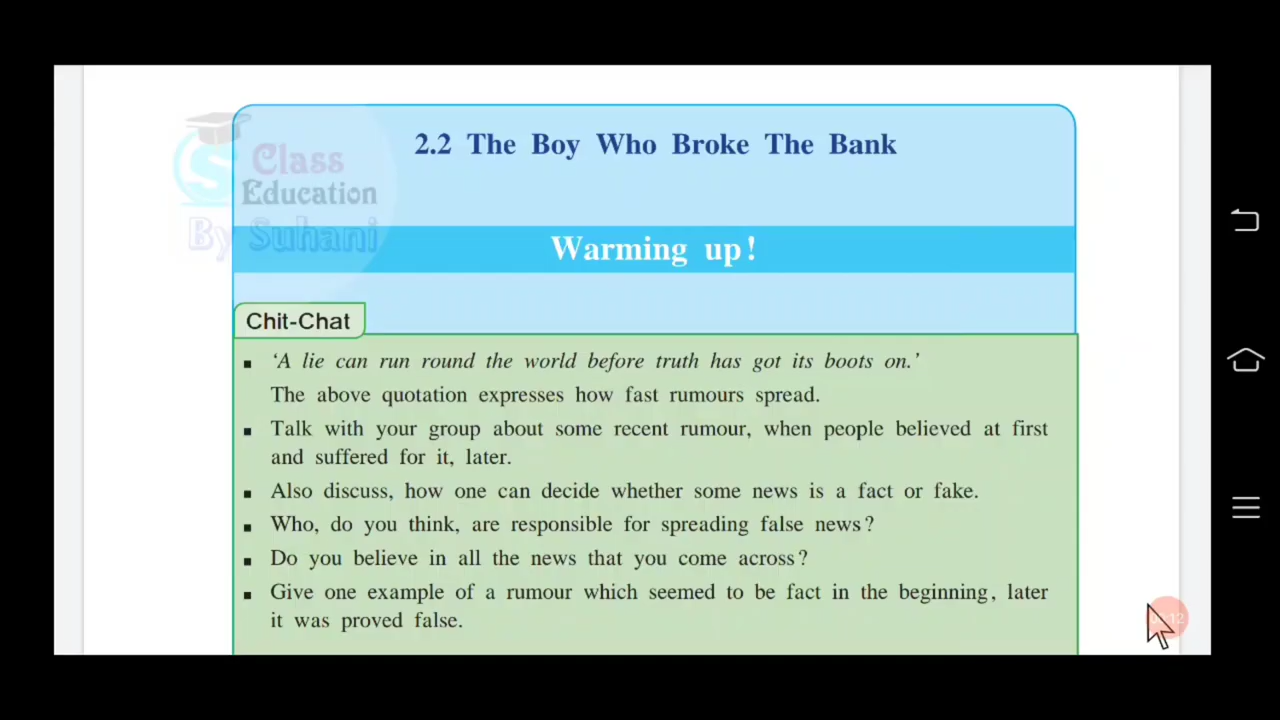 2.2 The Boy Who Broke The Bank
Class
Education
By Suhani
Warming up!
Chit-Chat
▪ ‘A lie can run round the world before truth has got its boots on.’
The above quotation expresses how fast rumours spread.
▪ Talk with your group about some recent rumour, when people believed at first
and suffered for it, later.
▪ Also discuss, how one can decide whether some news is a fact or fake.
▪ Who, do you think, are responsible for spreading false news?
▪ Do you believe in all the news that you come across?
▪ Give one example of a rumour which seemed to be fact in the beginning, later
it was proved false.